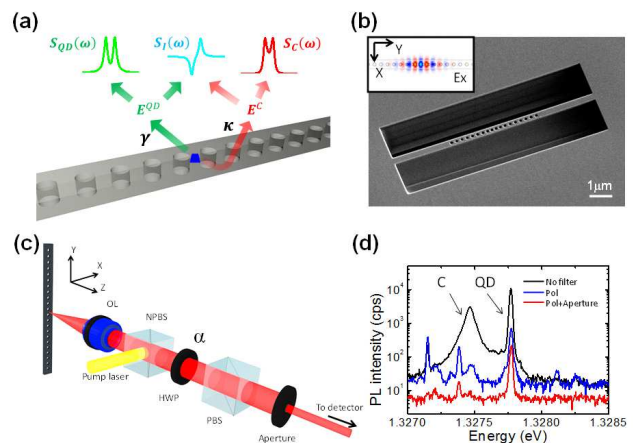 (a)
S_QD(ω) S_I(ω) S_C(ω)
E^QD E^C
γ κ
(b)
Y
X Ex
1μm
(c)
Y
X
Z
OL
NPBS
α
Pump laser
HWP
PBS
Aperture
To detector
(d)
PL intensity (cps)
10^4
10^3
10^2
10^1
C QD
No filter
Pol
Pol+Aperture
1.3270 1.3275 1.3280 1.3285
Energy (eV)